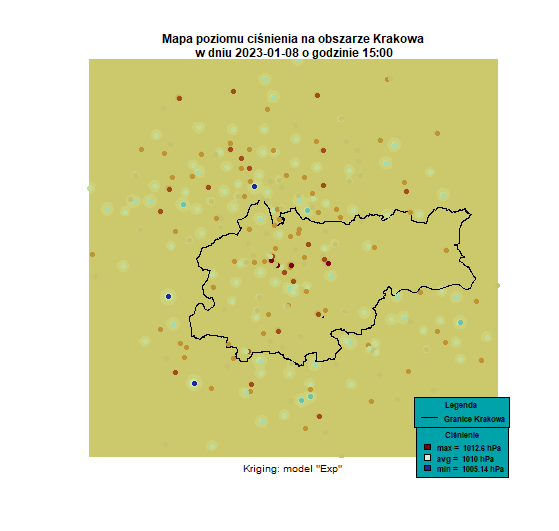 Mapa poziomu ciśnienia na obszarze Krakowa
w dniu 2023-01-08 o godzinie 15:00
Legenda
Granice Krakowa
Ciśnienie
max = 1012.6 hPa
avg = 1010 hPa
min = 1005.14 hPa
Kriging: model "Exp"